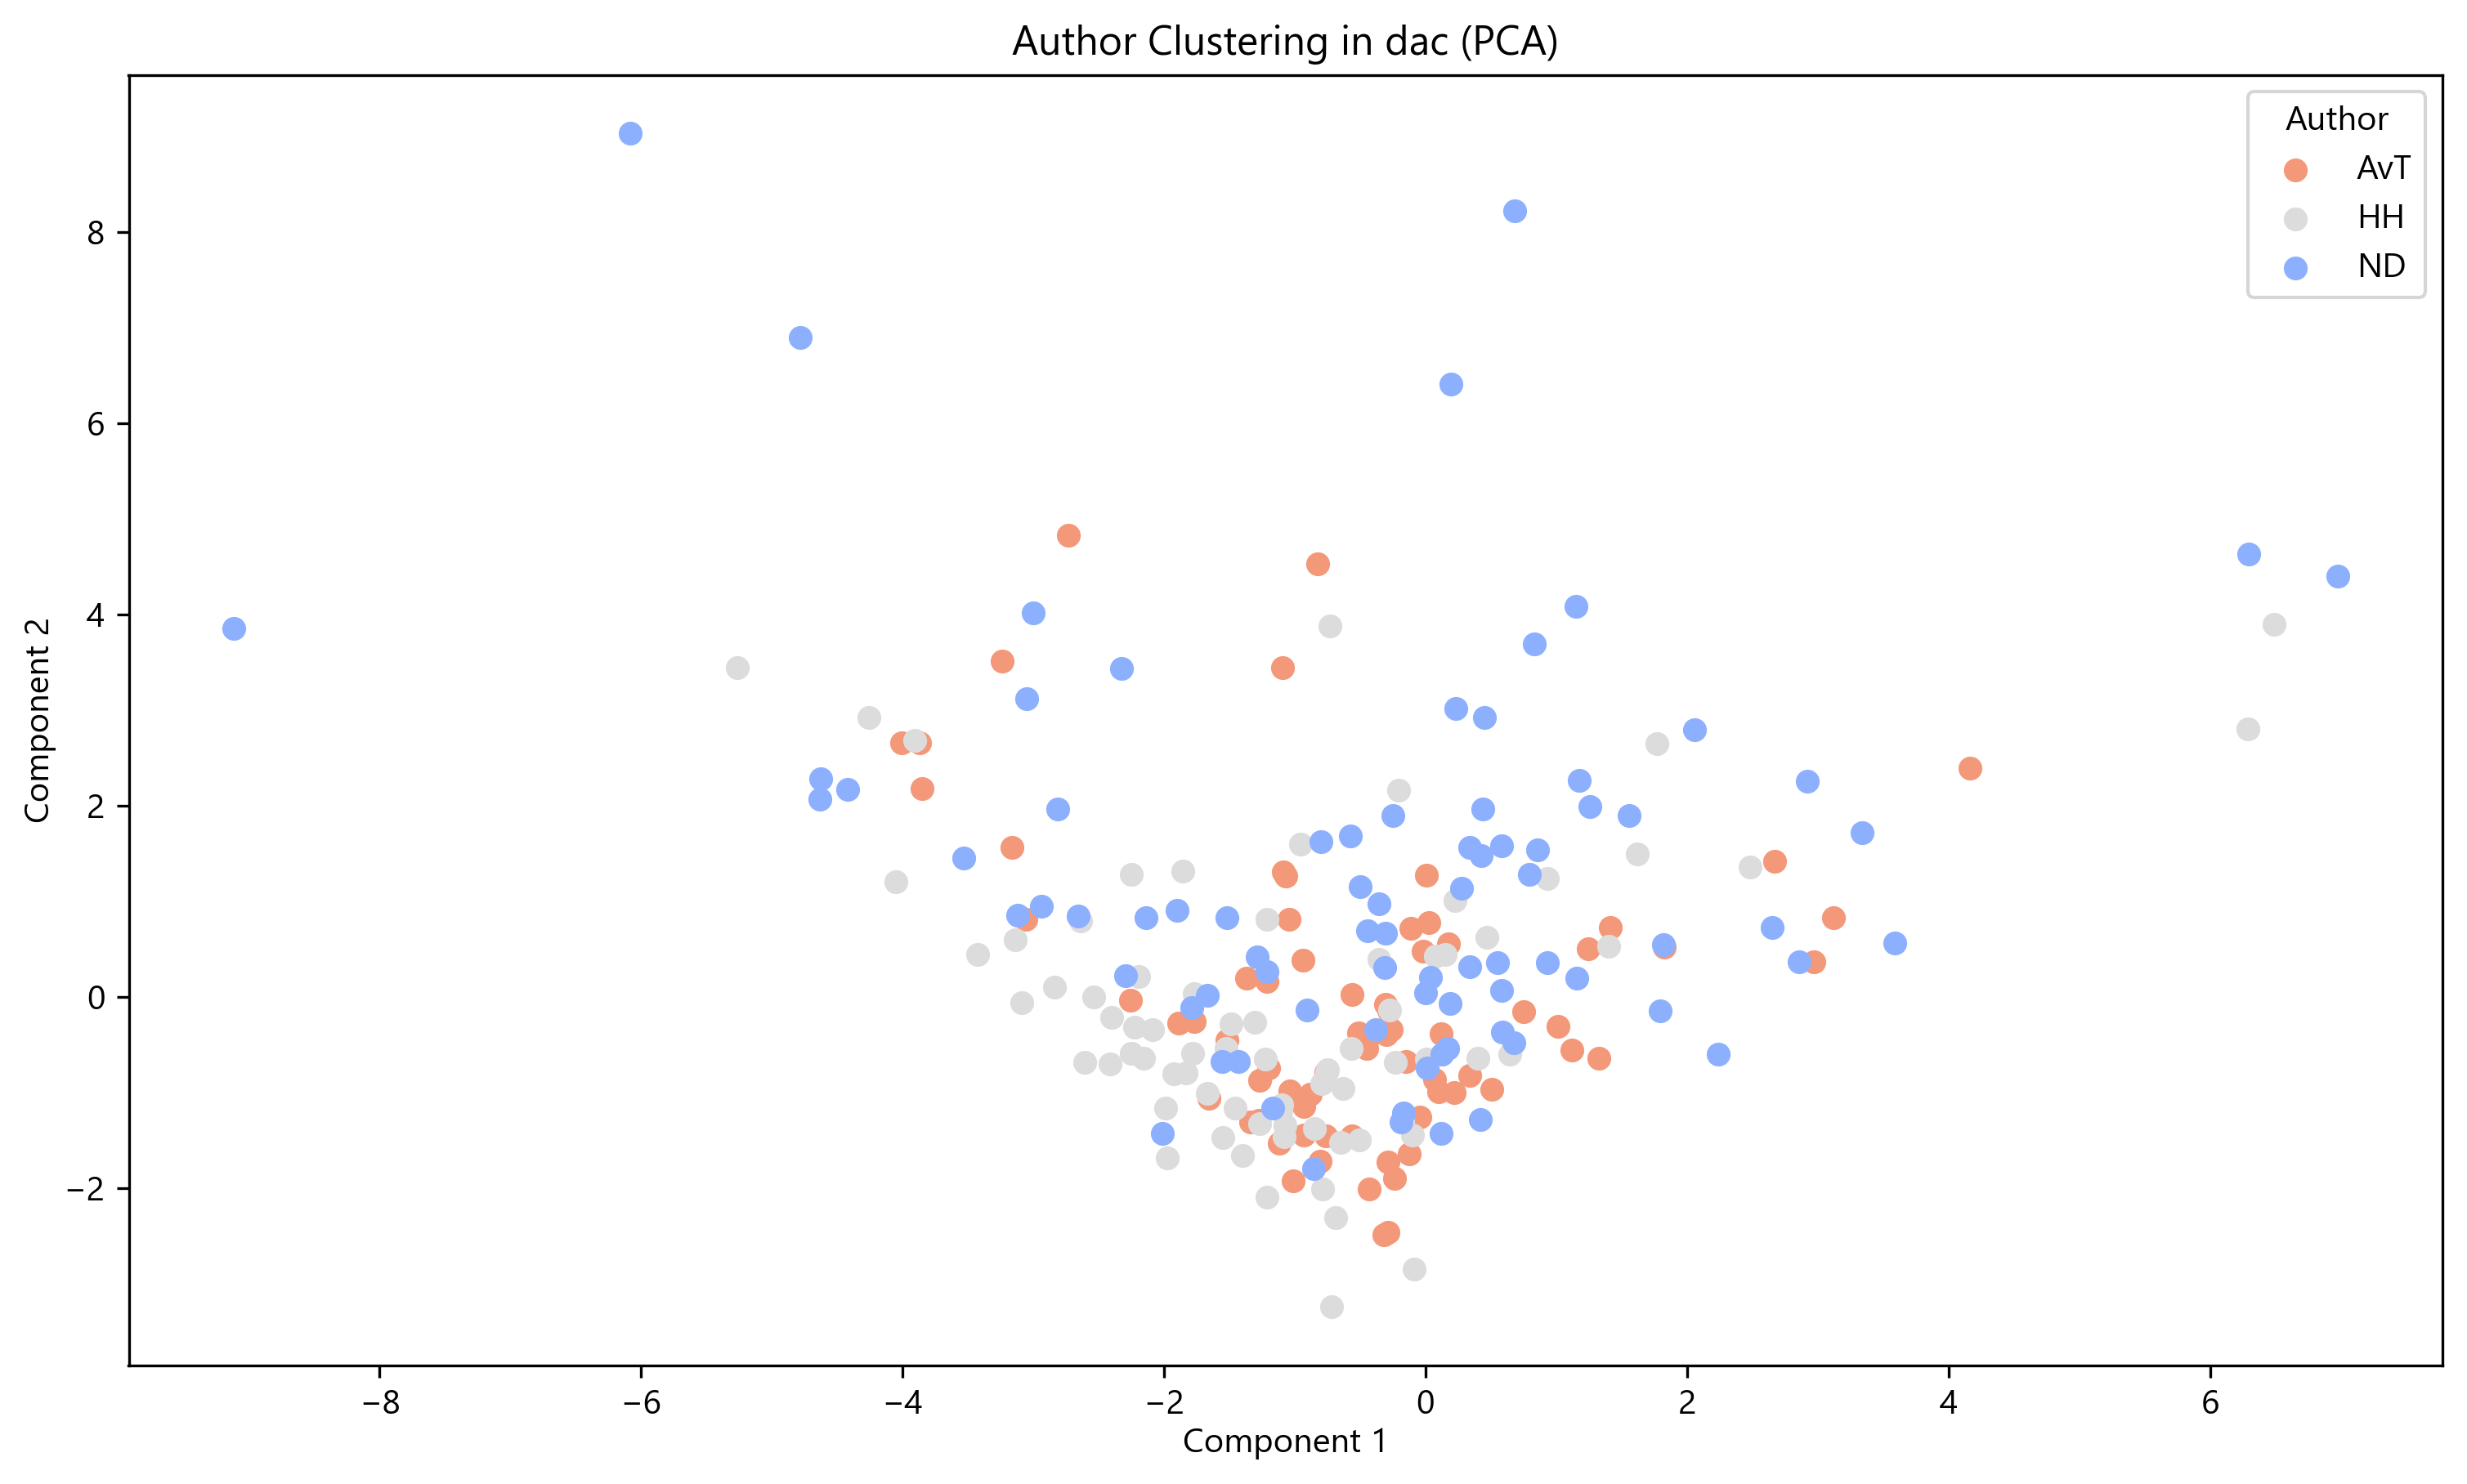 Author Clustering in dac (PCA)
Author
AvT
HH
ND
8
6
4
2
0
−2
Component 2
−8
−6
−4
−2
0
2
4
6
Component 1